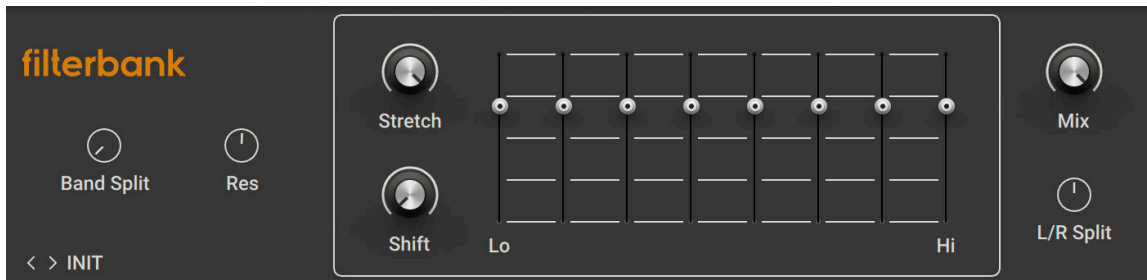 filterbank
Band Split
Res
< > INIT
Stretch
Shift
Lo
Hi
Mix
L/R Split